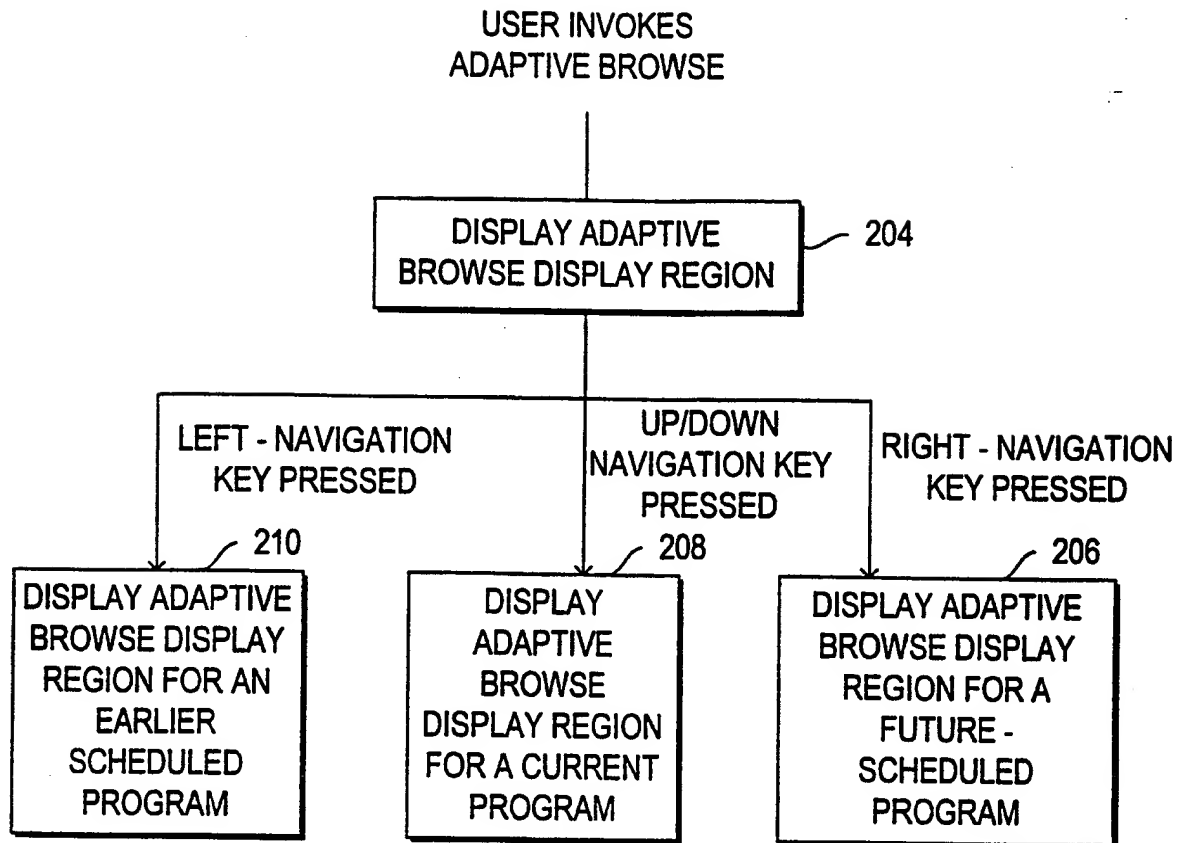 USER INVOKES
ADAPTIVE BROWSE
DISPLAY ADAPTIVE
BROWSE DISPLAY REGION
204
LEFT - NAVIGATION
KEY PRESSED
UP/DOWN
NAVIGATION KEY
PRESSED
RIGHT - NAVIGATION
KEY PRESSED
210
DISPLAY ADAPTIVE
BROWSE DISPLAY
REGION FOR AN
EARLIER
SCHEDULED
PROGRAM
208
DISPLAY
ADAPTIVE
BROWSE
DISPLAY REGION
FOR A CURRENT
PROGRAM
206
DISPLAY ADAPTIVE
BROWSE DISPLAY
REGION FOR A
FUTURE -
SCHEDULED
PROGRAM